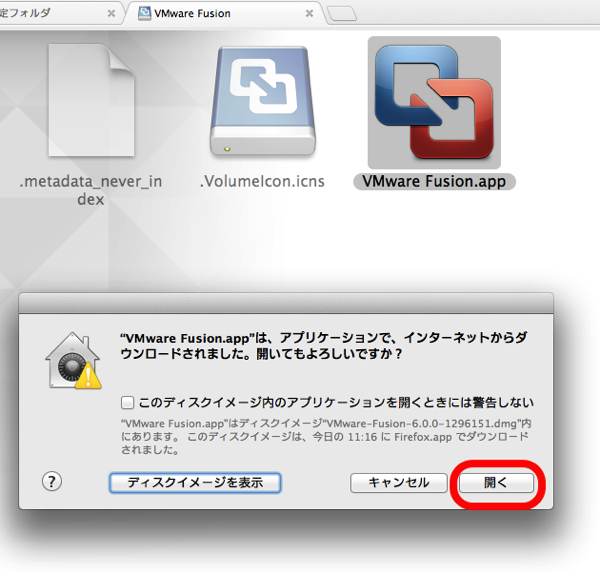 定フォルダ
VMware Fusion
.metadata_never_in
dex
.VolumeIcon.icns
VMware Fusion.app
“VMware Fusion.app”は、アプリケーションで、インターネットからダ
ウンロードされました。開いてもよろしいですか？
このディスクイメージ内のアプリケーションを開くときには警告しない
“VMware Fusion.app”はディスクイメージ“VMware-Fusion-6.0.0-1296151.dmg”内
にあります。 このディスクイメージは、今日の 11:16 に Firefox.app でダウンロード
されました。
?
ディスクイメージを表示
キャンセル
開く